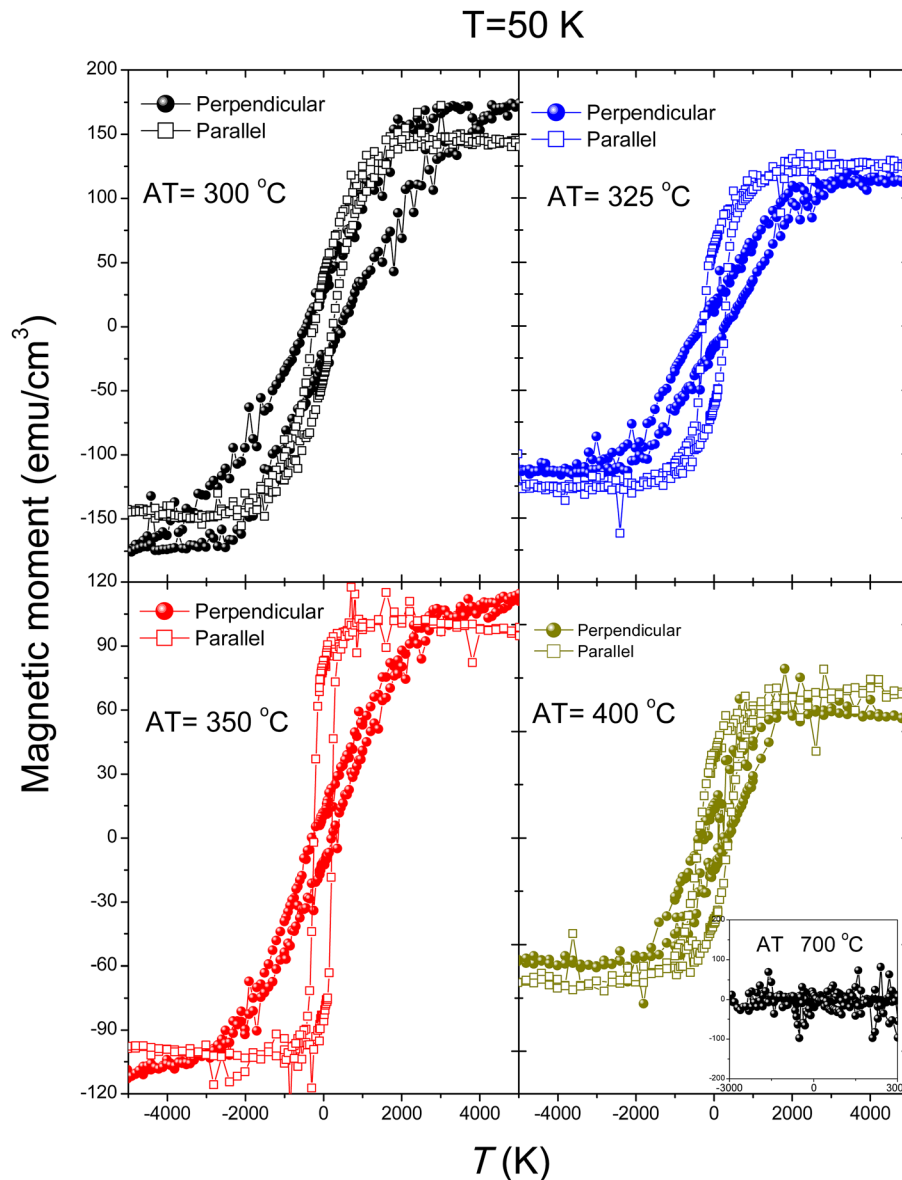 T=50 K
200
150
100
50
0
-50
-100
-150
Perpendicular
Parallel
AT= 300 °C
Perpendicular
Parallel
AT= 325 °C
Magnetic moment (emu/cm³)
120
90
60
30
0
-30
-60
-90
-120
Perpendicular
Parallel
AT= 350 °C
Perpendicular
Parallel
AT= 400 °C
AT 700 °C
200
100
0
-100
-200
-3000 0 300
-4000 -2000 0 2000 4000
-4000 -2000 0 2000 4000
T (K)